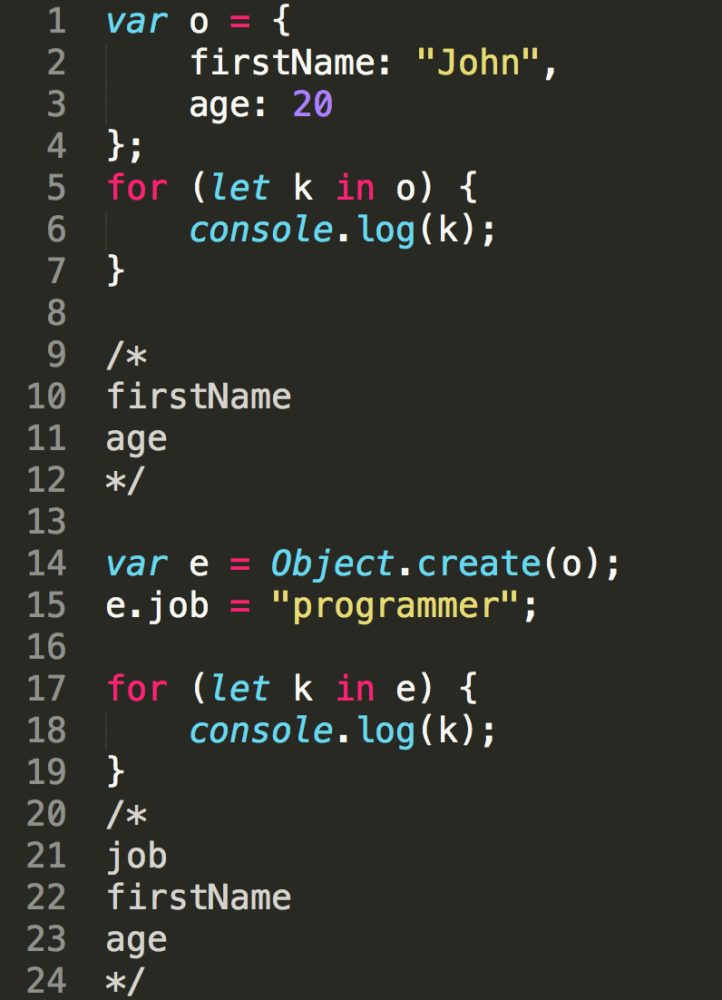 1 var o = {
2     firstName: "John",
3     age: 20
4 };
5 for (let k in o) {
6     console.log(k);
7 }
8
9 /*
10 firstName
11 age
12 */
13
14 var e = Object.create(o);
15 e.job = "programmer";
16
17 for (let k in e) {
18     console.log(k);
19 }
20 /*
21 job
22 firstName
23 age
24 */